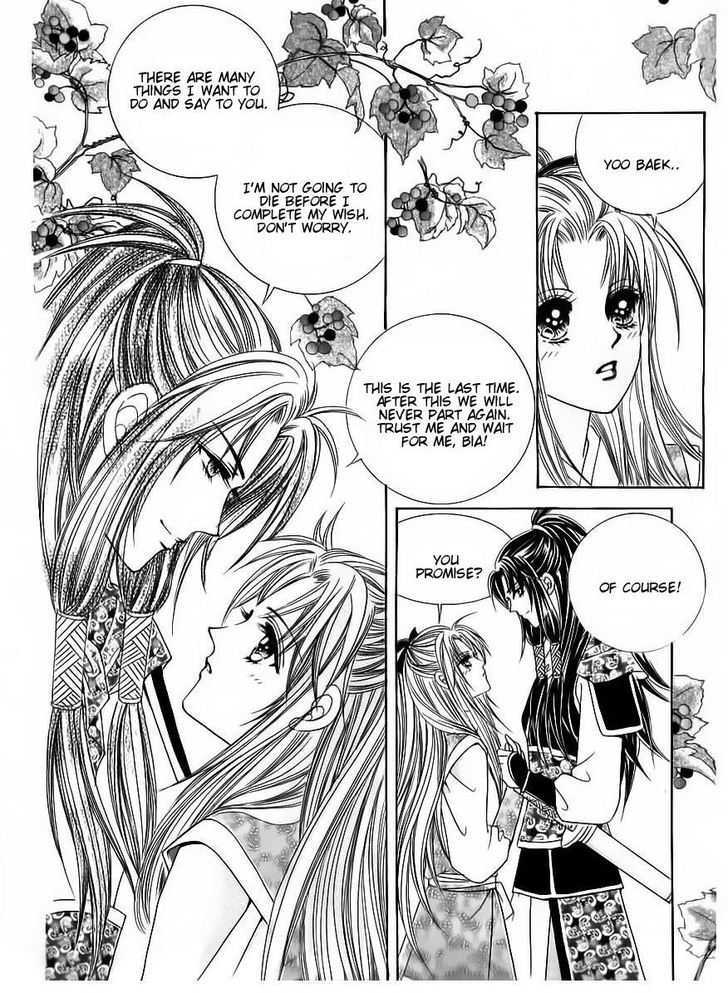 THERE ARE MANY
THINGS I WANT TO
DO AND SAY TO YOU.
I'M NOT GOING TO
DIE BEFORE I
COMPLETE MY WISH.
DON'T WORRY.
YOO BAEK..
THIS IS THE LAST TIME.
AFTER THIS WE WILL
NEVER PART AGAIN.
TRUST ME AND WAIT
FOR ME, BIA!
YOU
PROMISE?
OF COURSE!